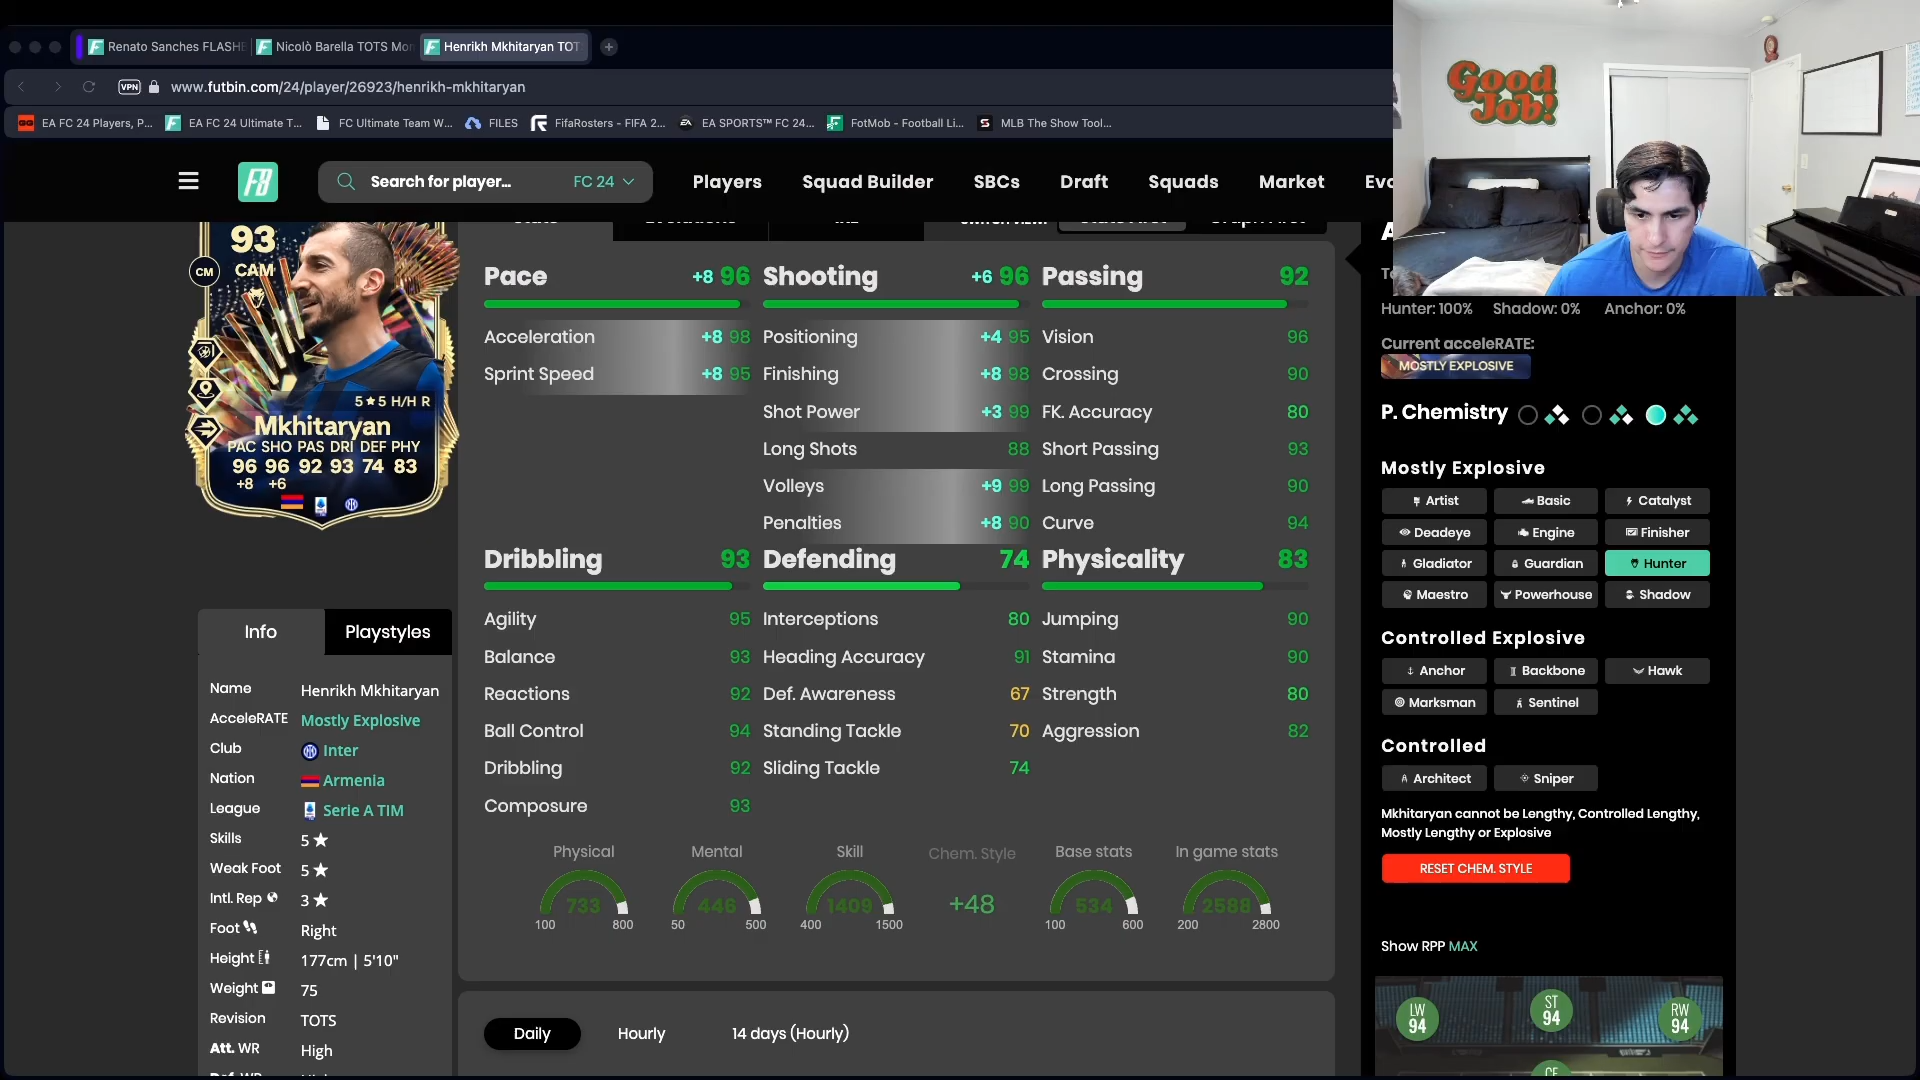 Renato Sanches FLASHB
Nicolò Barella TOTS Mom
Henrikh Mkhitaryan TOT
VPN
www.futbin.com/24/player/26923/henrikh-mkhitaryan
EA FC 24 Players, P...
EA FC 24 Ultimate T...
FC Ultimate Team W...
FILES
FifaRosters - FIFA 2...
EA SPORTS™ FC 24...
FotMob - Football Li...
MLB The Show Tool...
Search for player...
FC 24
Players
Squad Builder
SBCs
Draft
Squads
Market
Evo
Good Job!
93
CAM
CM
5★5 H/H R
Mkhitaryan
PAC SHO PAS DRI DEF PHY
96 96 92 93 74 83
+8 +6
Pace +8 96
Acceleration +8 98
Sprint Speed +8 95
Shooting +6 96
Positioning +4 95
Finishing +8 98
Shot Power +3 99
Long Shots 88
Volleys +9 99
Penalties +8 90
Passing 92
Vision 96
Crossing 90
FK. Accuracy 80
Short Passing 93
Long Passing 90
Curve 94
Dribbling 93
Agility 95
Balance 93
Reactions 92
Ball Control 94
Dribbling 92
Composure 93
Defending 74
Interceptions 80
Heading Accuracy 91
Def. Awareness 67
Standing Tackle 70
Sliding Tackle 74
Physicality 83
Jumping 90
Stamina 90
Strength 80
Aggression 82
Physical
733
100 800
Mental
446
50 500
Skill
1409
400 1500
Chem. Style
+48
Base stats
534
100 600
In game stats
2588
200 2800
Daily
Hourly
14 days (Hourly)
Info
Playstyles
Name Henrikh Mkhitaryan
AcceleRATE Mostly Explosive
Club Inter
Nation Armenia
League Serie A TIM
Skills 5 ★
Weak Foot 5 ★
Intl. Rep 3 ★
Foot Right
Height 177cm | 5'10"
Weight 75
Revision TOTS
Att. WR High
Hunter: 100% Shadow: 0% Anchor: 0%
Current acceleRATE:
MOSTLY EXPLOSIVE
P. Chemistry
Mostly Explosive
Artist
Basic
Catalyst
Deadeye
Engine
Finisher
Gladiator
Guardian
Hunter
Maestro
Powerhouse
Shadow
Controlled Explosive
Anchor
Backbone
Hawk
Marksman
Sentinel
Controlled
Architect
Sniper
Mkhitaryan cannot be Lengthy, Controlled Lengthy,
Mostly Lengthy or Explosive
RESET CHEM. STYLE
Show RPP MAX
LW
94
ST
94
RW
94